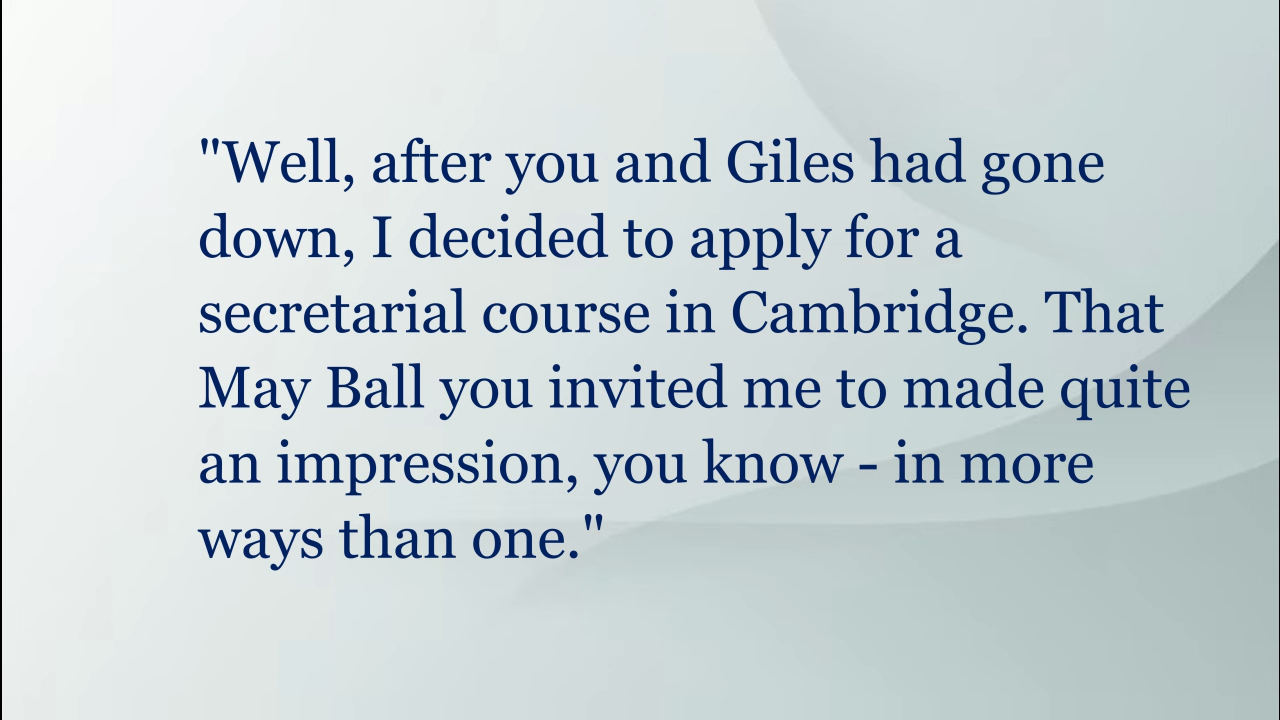 "Well, after you and Giles had gone
down, I decided to apply for a
secretarial course in Cambridge. That
May Ball you invited me to made quite
an impression, you know - in more
ways than one."